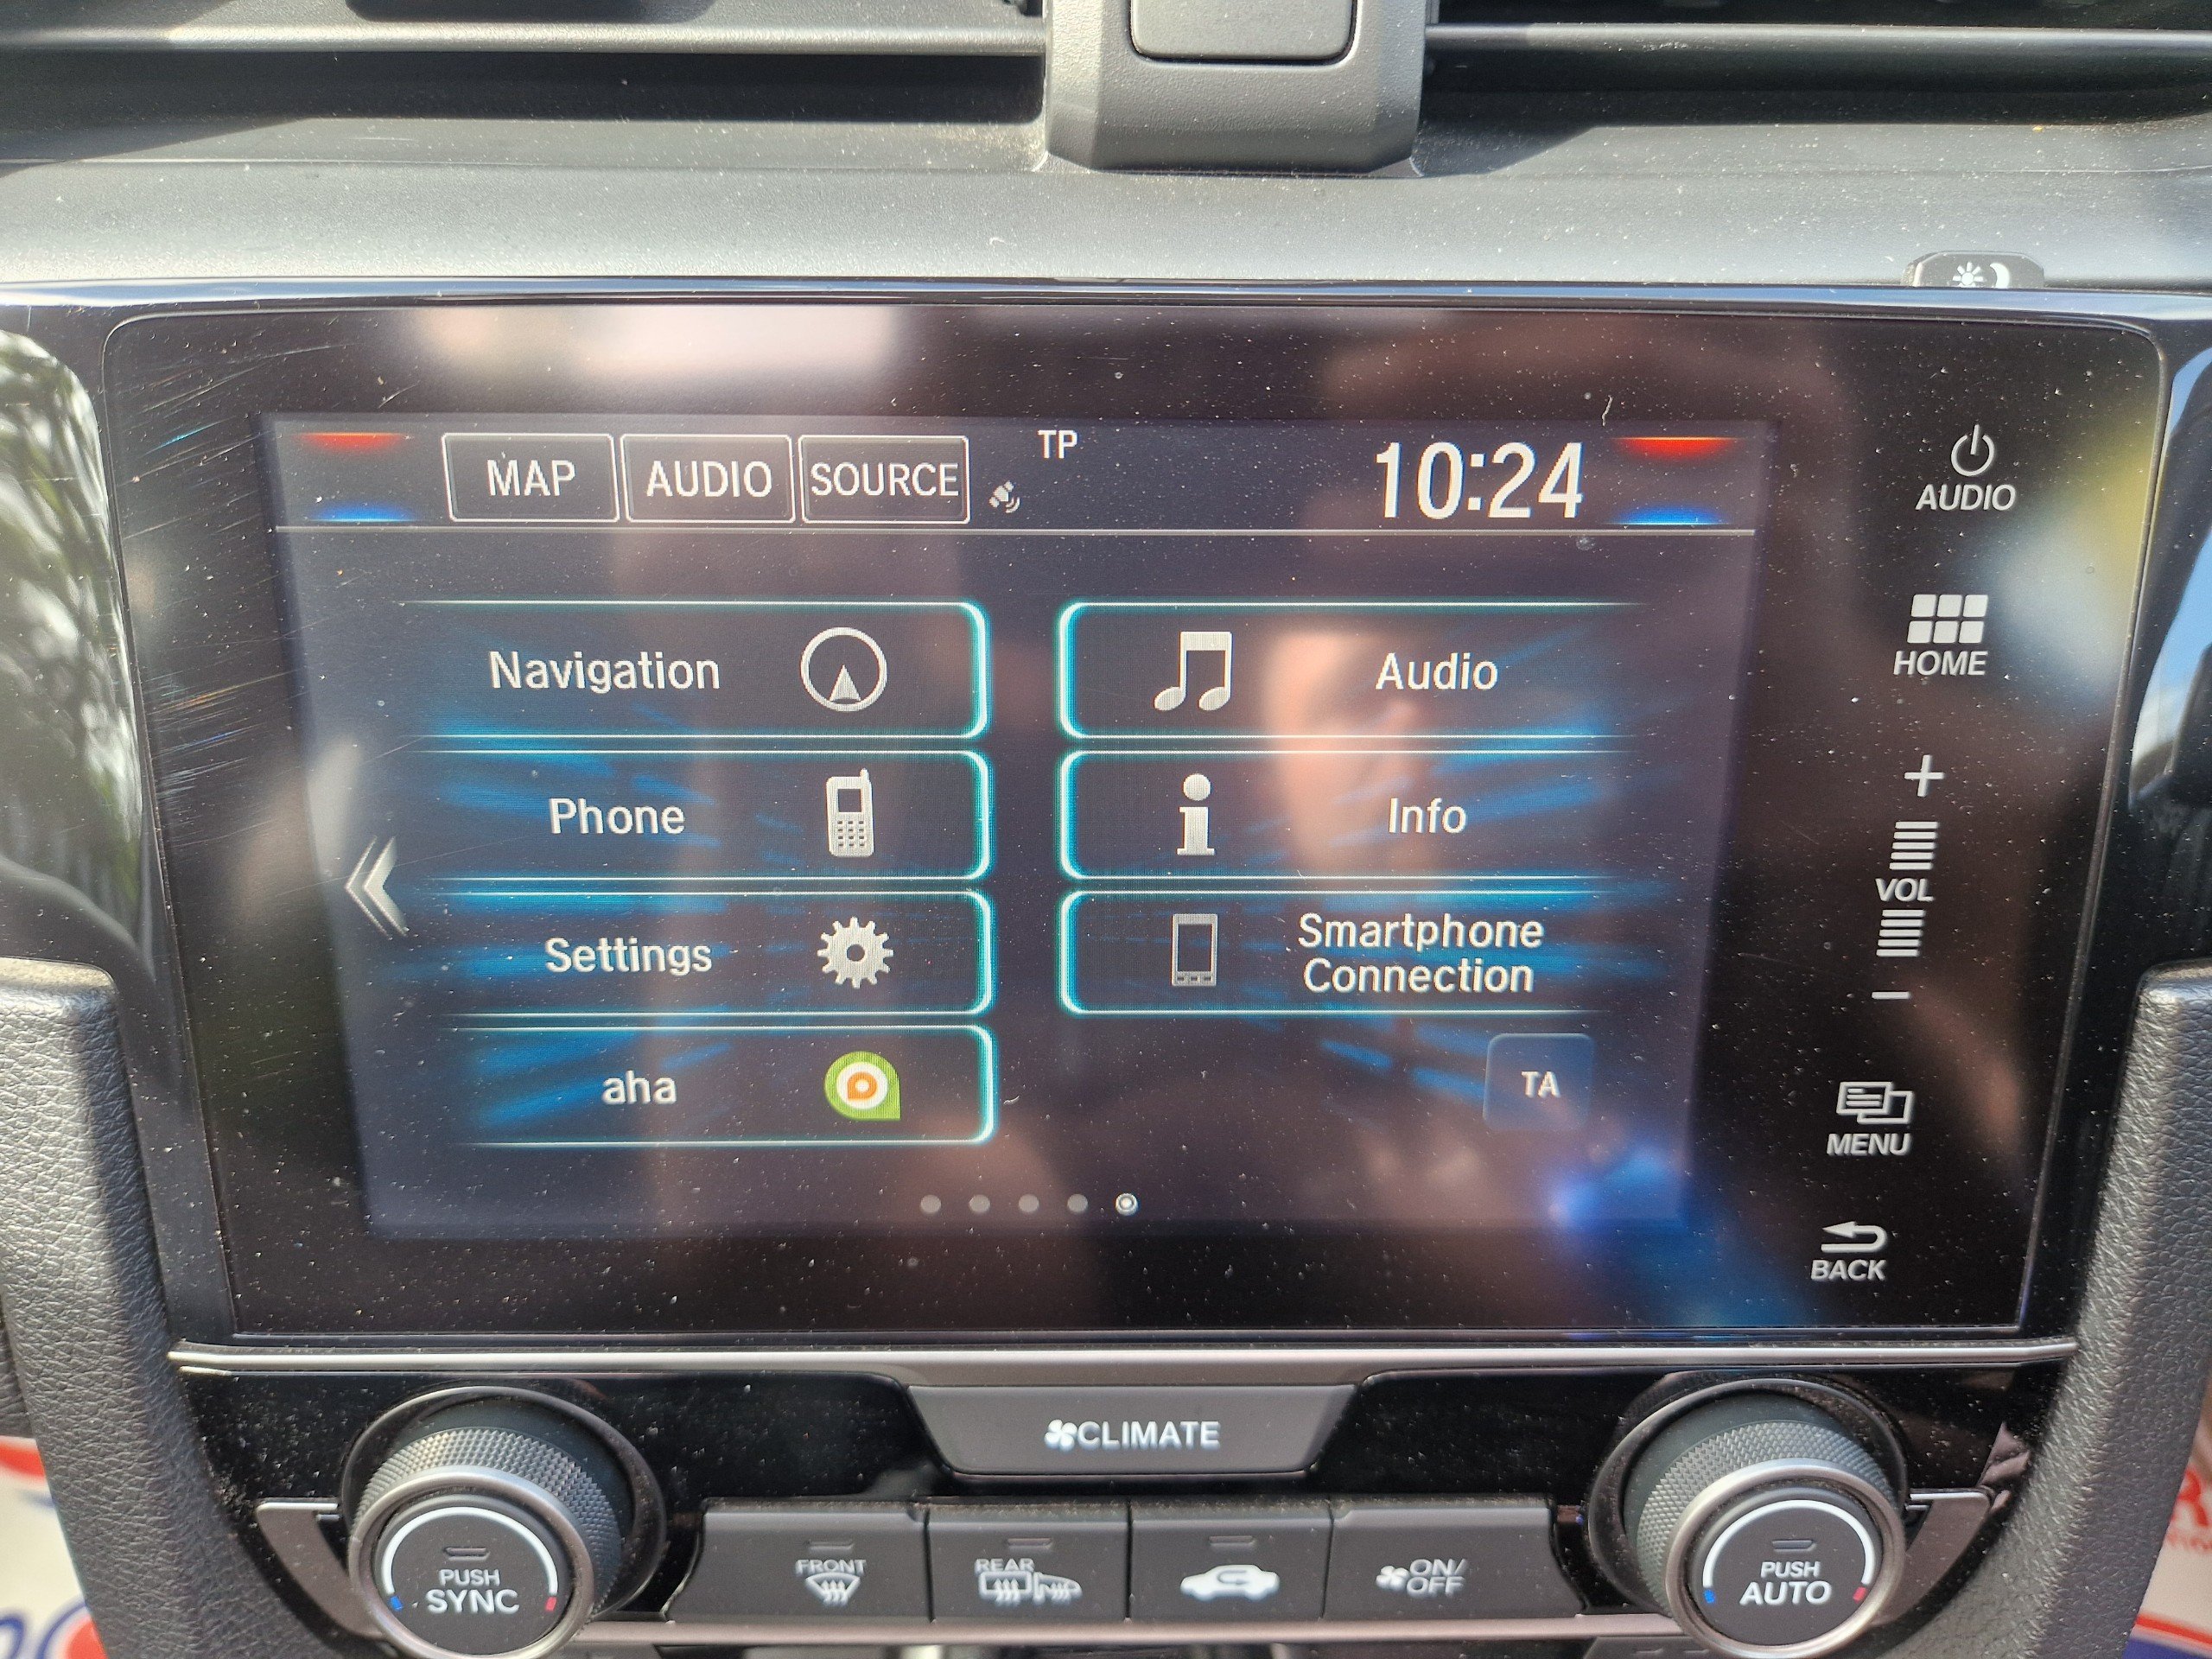 MAP
AUDIO
SOURCE
TP
10:24
AUDIO
Navigation
Audio
HOME
Phone
Info
+
VOL
−
Settings
Smartphone
Connection
aha
TA
MENU
BACK
CLIMATE
PUSH
SYNC
FRONT
REAR
ON/
OFF
PUSH
AUTO